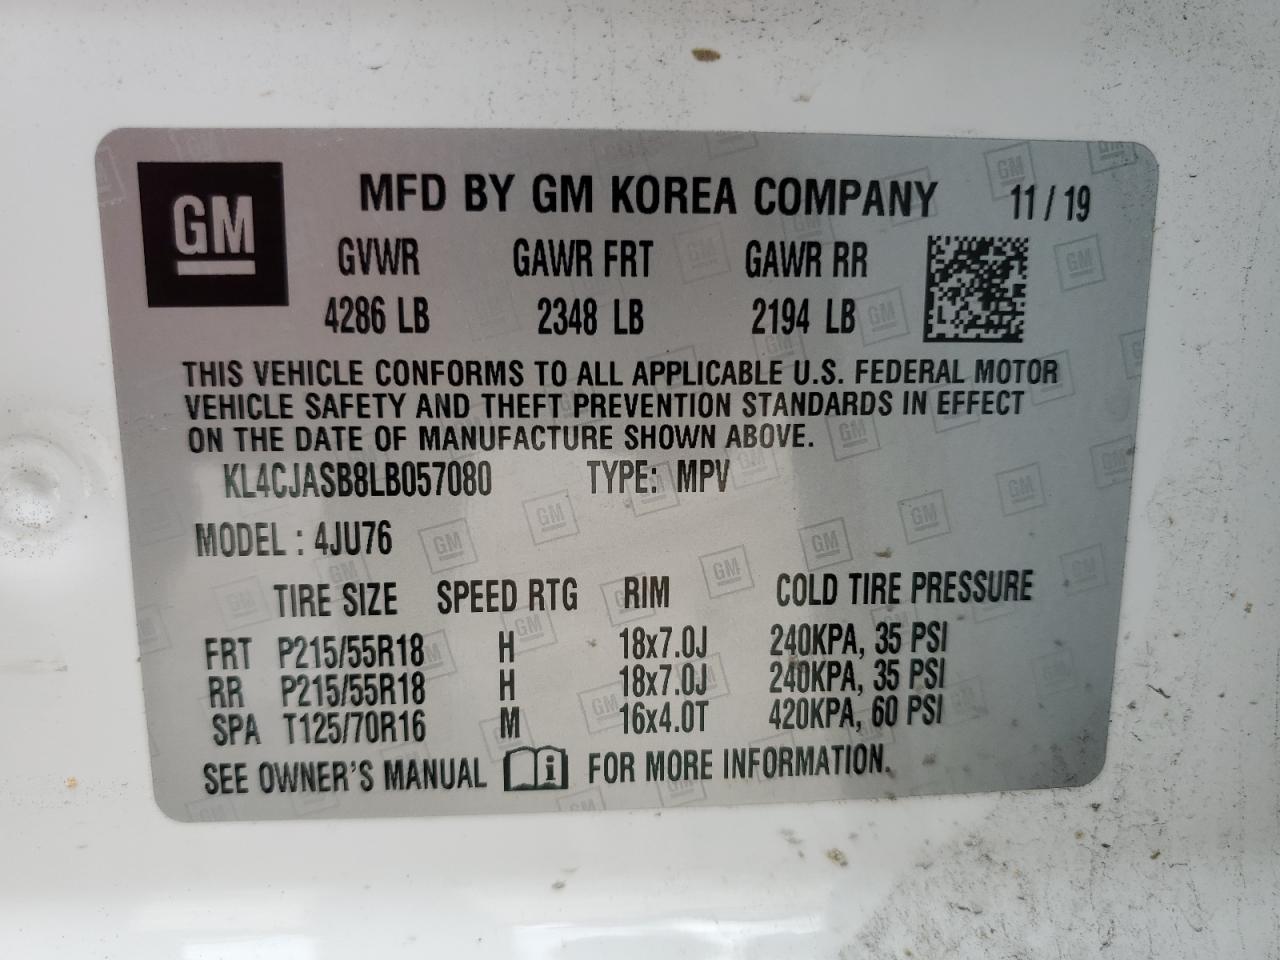 GM
MFD BY GM KOREA COMPANY 11 / 19
GVWR GAWR FRT GAWR RR
4286 LB 2348 LB 2194 LB
THIS VEHICLE CONFORMS TO ALL APPLICABLE U.S. FEDERAL MOTOR
VEHICLE SAFETY AND THEFT PREVENTION STANDARDS IN EFFECT
ON THE DATE OF MANUFACTURE SHOWN ABOVE.
KL4CJASB8LB057080 TYPE: MPV
MODEL : 4JU76
TIRE SIZE SPEED RTG RIM COLD TIRE PRESSURE
FRT P215/55R18 H 18x7.0J 240KPA, 35 PSI
RR P215/55R18 H 18x7.0J 240KPA, 35 PSI
SPA T125/70R16 M 16x4.0T 420KPA, 60 PSI
SEE OWNER'S MANUAL i FOR MORE INFORMATION.